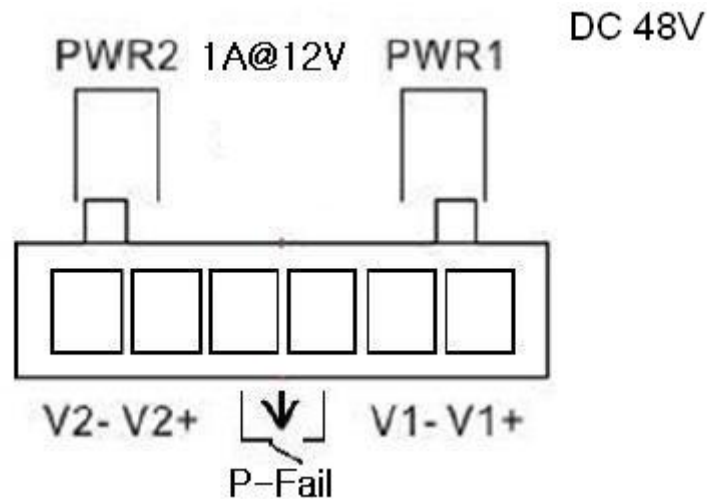 DC 48V
PWR2 1A@12V PWR1
V2- V2+ V1- V1+
P-Fail